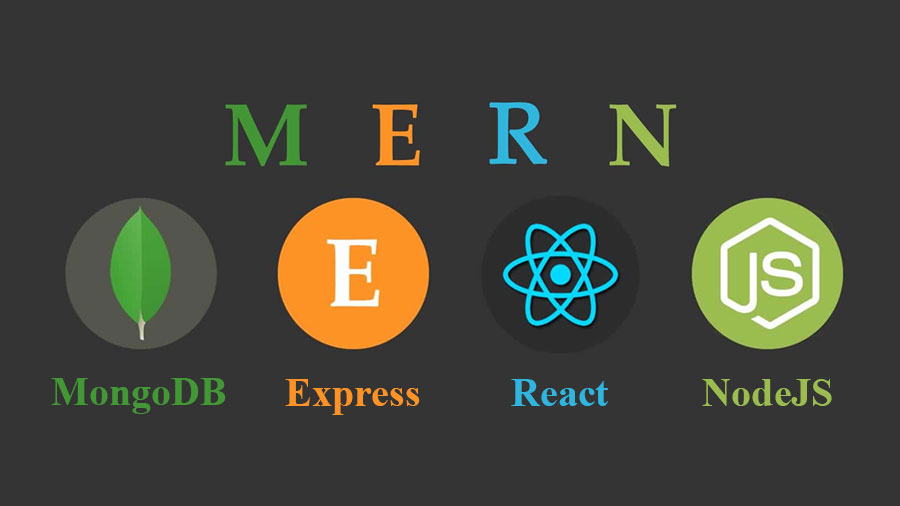 M E R N
E JS
MongoDB Express React NodeJS